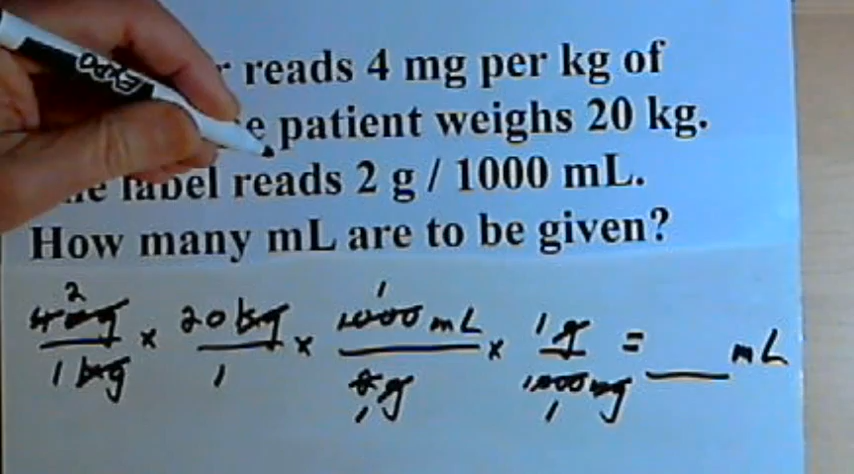 reads 4 mg per kg of
patient weighs 20 kg.
label reads 2 g / 1000 mL.
How many mL are to be given?
2 1
4 mg × 20 kg × 1000 mL × 1 g = ___ mL
1 kg 1 2 g 1000 mg
1 1
EXPO